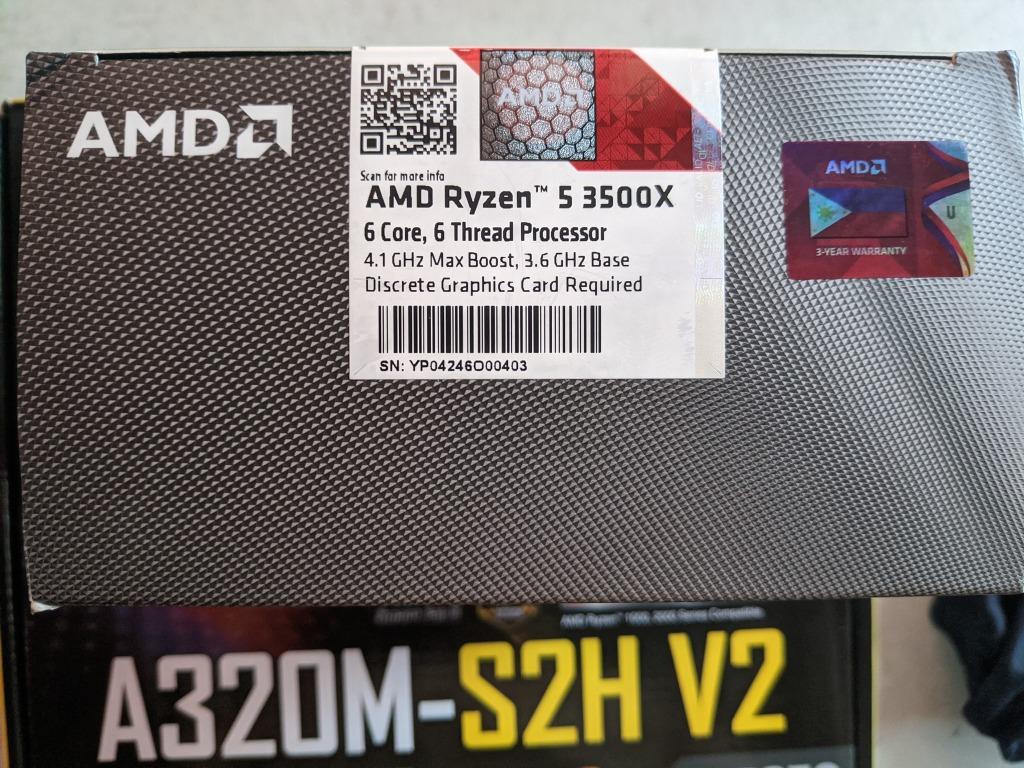 AMD
AMD
Scan for more info
AMD Ryzen™ 5 3500X
6 Core, 6 Thread Processor
4.1 GHz Max Boost, 3.6 GHz Base
Discrete Graphics Card Required
SN: YP04246O00403
AMD
U
3-YEAR WARRANTY
A320M-S2H V2